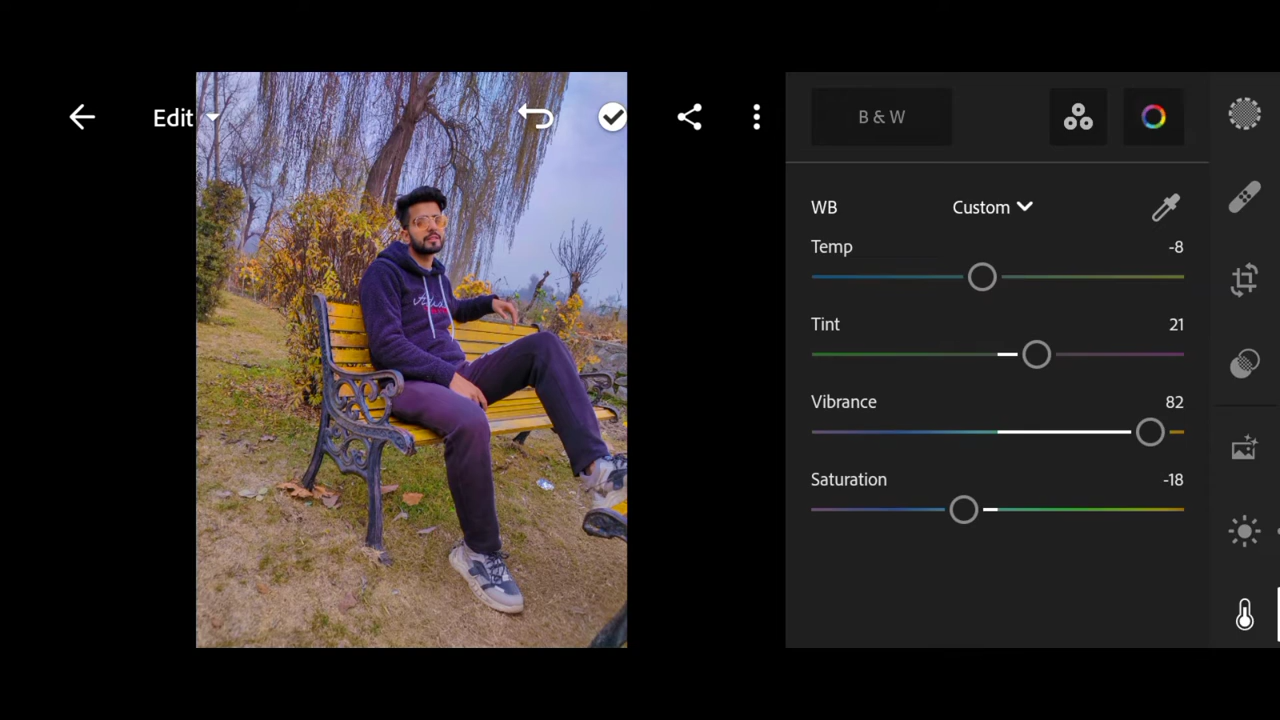 Edit
B & W
WB
Custom
Temp
-8
Tint
21
Vibrance
82
Saturation
-18